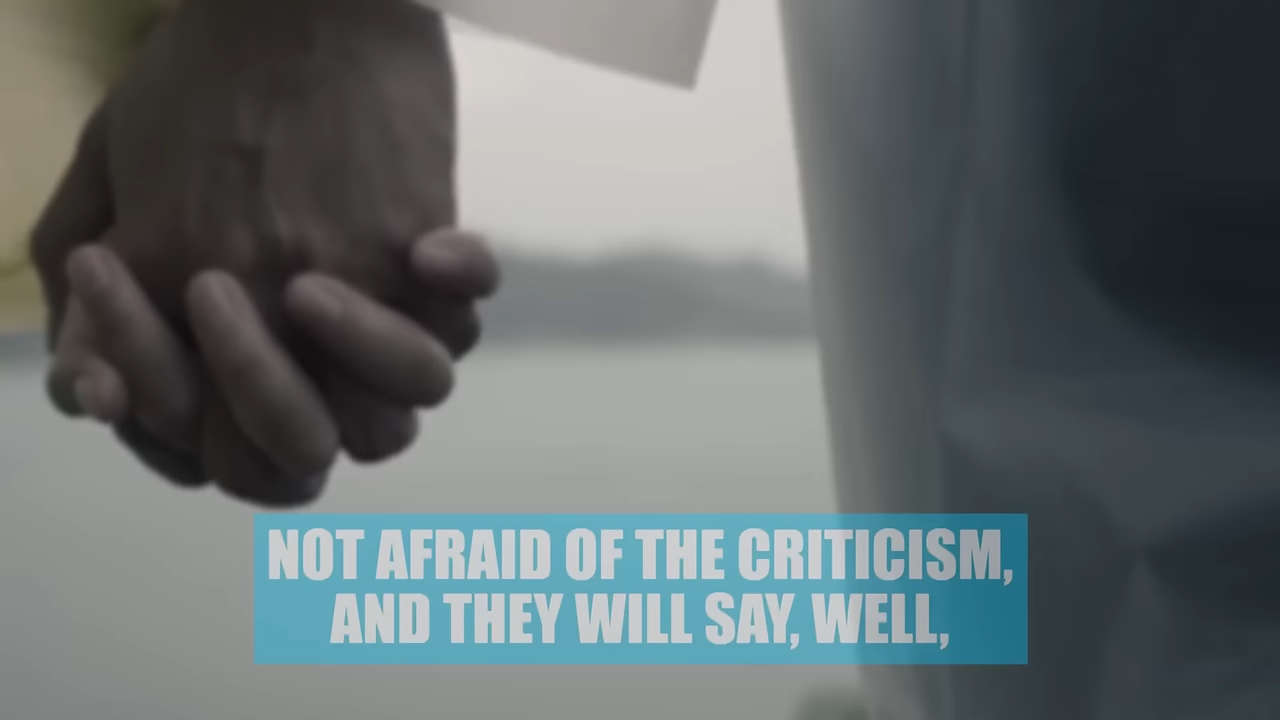 NOT AFRAID OF THE CRITICISM,
AND THEY WILL SAY, WELL,